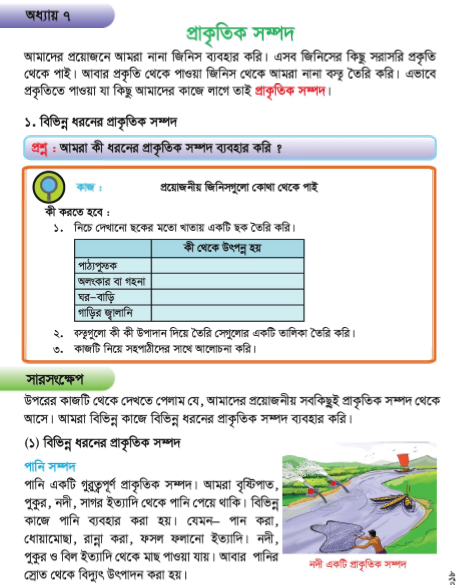 অধ্যায় ৭
প্রাকৃতিক সম্পদ
আমাদের প্রয়োজনে আমরা নানা জিনিস ব্যবহার করি। এসব জিনিসের কিছু সরাসরি প্রকৃতি
থেকে পাই। আবার প্রকৃতি থেকে পাওয়া জিনিস থেকে আমরা নানা বস্তু তৈরি করি। এভাবে
প্রকৃতিতে পাওয়া যা কিছু আমাদের কাজে লাগে তাই প্রাকৃতিক সম্পদ।
১. বিভিন্ন ধরনের প্রাকৃতিক সম্পদ
প্রশ্ন : আমরা কী ধরনের প্রাকৃতিক সম্পদ ব্যবহার করি ?
কাজ : প্রয়োজনীয় জিনিসগুলো কোথা থেকে পাই
কী করতে হবে :
১. নিচে দেখানো ছকের মতো খাতায় একটি ছক তৈরি করি।
কী থেকে উৎপন্ন হয়
পাঠ্যপুস্তক
অলংকার বা গহনা
ঘর-বাড়ি
গাড়ির জ্বালানি
২. বস্তুগুলো কী কী উপাদান দিয়ে তৈরি সেগুলোর একটি তালিকা তৈরি করি।
৩. কাজটি নিয়ে সহপাঠীদের সাথে আলোচনা করি।
সারসংক্ষেপ
উপরের কাজটি থেকে দেখতে পেলাম যে, আমাদের প্রয়োজনীয় সবকিছুই প্রাকৃতিক সম্পদ থেকে
আসে। আমরা বিভিন্ন কাজে বিভিন্ন ধরনের প্রাকৃতিক সম্পদ ব্যবহার করি।
(১) বিভিন্ন ধরনের প্রাকৃতিক সম্পদ
পানি সম্পদ
পানি একটি গুরুত্বপূর্ণ প্রাকৃতিক সম্পদ। আমরা বৃষ্টিপাত,
পুকুর, নদী, সাগর ইত্যাদি থেকে পানি পেয়ে থাকি। বিভিন্ন
কাজে পানি ব্যবহার করা হয়। যেমন– পান করা,
ধোয়ামোছা, রান্না করা, ফসল ফলানো ইত্যাদি। নদী,
পুকুর ও বিল ইত্যাদি থেকে মাছ পাওয়া যায়। আবার পানির
স্রোত থেকে বিদ্যুৎ উৎপাদন করা হয়।
নদী একটি প্রাকৃতিক সম্পদ